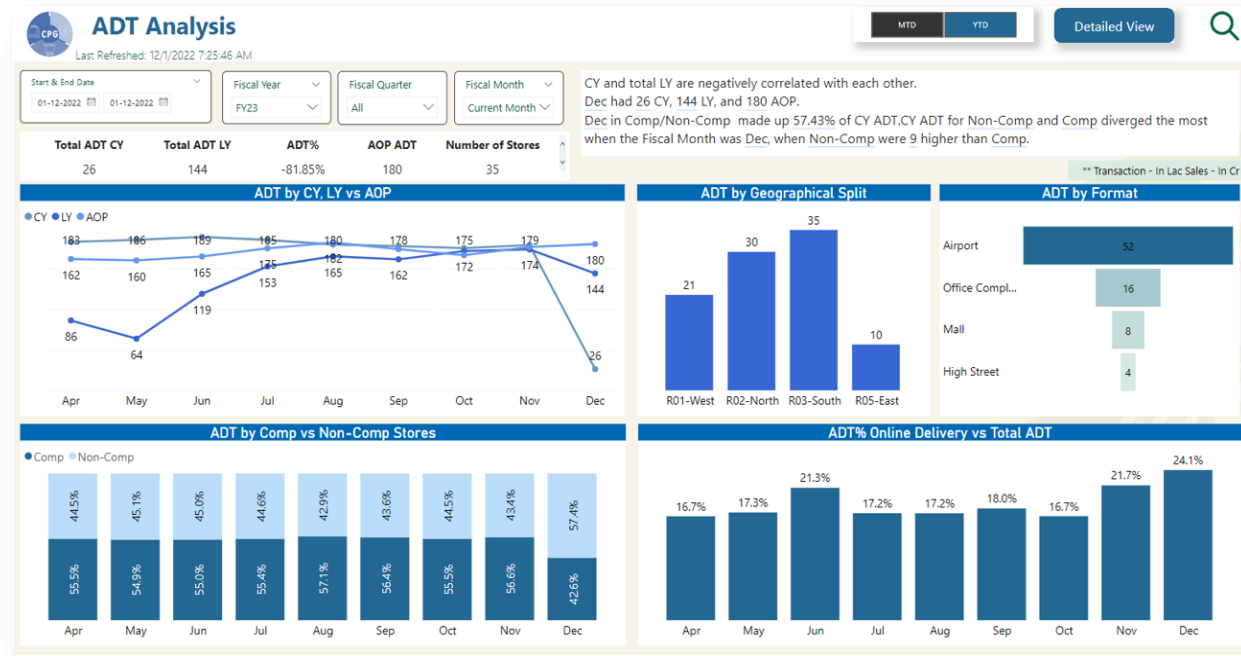 CPG
ADT Analysis
Last Refreshed: 12/1/2022 7:25:46 AM
MTD YTD
Detailed View
Start & End Date
01-12-2022 01-12-2022
Fiscal Year
FY23
Fiscal Quarter
All
Fiscal Month
Current Month
CY and total LY are negatively correlated with each other.
Dec had 26 CY, 144 LY, and 180 AOP.
Dec in Comp/Non-Comp made up 57.43% of CY ADT.CY ADT for Non-Comp and Comp diverged the most
when the Fiscal Month was Dec, when Non-Comp were 9 higher than Comp.
Total ADT CY Total ADT LY ADT% AOP ADT Number of Stores
26 144 -81.85% 180 35
** Transaction - In Lac Sales - In Cr
ADT by CY, LY vs AOP
CY LY AOP
183 186 189 185 180 178 175 179
162 160 165 175 182 172 180
153 165 162 174 144
86 64 119 26
Apr May Jun Jul Aug Sep Oct Nov Dec
ADT by Geographical Split
21 30 35 10
R01-West R02-North R03-South R05-East
ADT by Format
Airport 52
Office Compl... 16
Mall 8
High Street 4
ADT by Comp vs Non-Comp Stores
Comp Non-Comp
44.5% 45.1% 45.0% 44.6% 42.9% 43.6% 44.5% 43.4% 57.4%
55.5% 54.9% 55.0% 55.4% 57.1% 56.4% 55.5% 56.6% 42.6%
Apr May Jun Jul Aug Sep Oct Nov Dec
ADT% Online Delivery vs Total ADT
16.7% 17.3% 21.3% 17.2% 17.2% 18.0% 16.7% 21.7% 24.1%
Apr May Jun Jul Aug Sep Oct Nov Dec